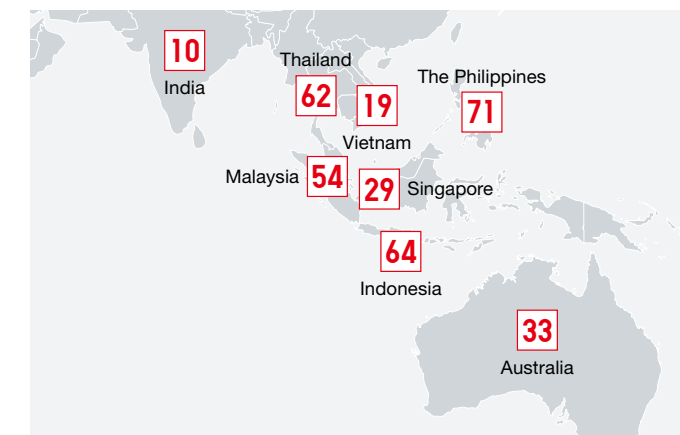 10
India
Thailand
62
19
Vietnam
The Philippines
71
Malaysia
54
29
Singapore
64
Indonesia
33
Australia